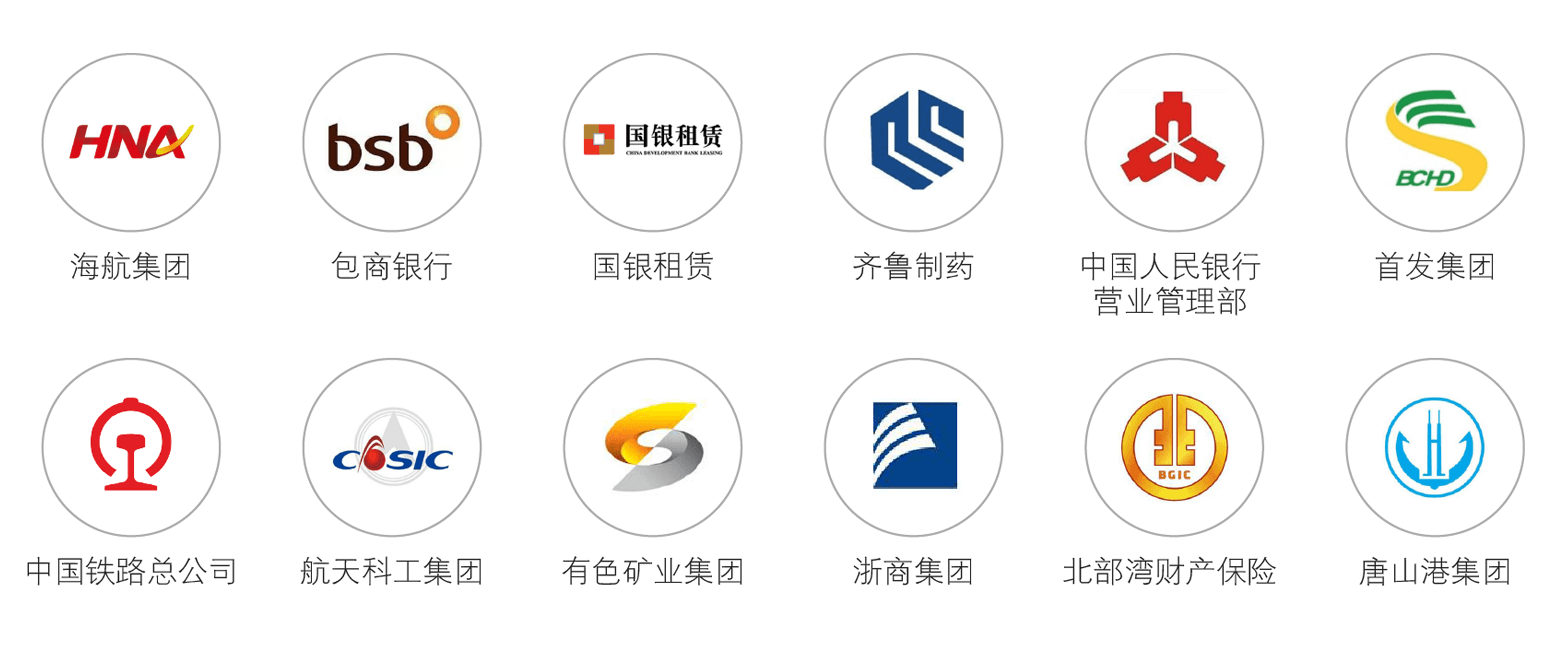 HNA
bsb
国银租赁
CHINA DEVELOPMENT BANK LEASING
BCHD
海航集团
包商银行
国银租赁
齐鲁制药
中国人民银行
营业管理部
首发集团
CASIC
BGIC
中国铁路总公司
航天科工集团
有色矿业集团
浙商集团
北部湾财产保险
唐山港集团